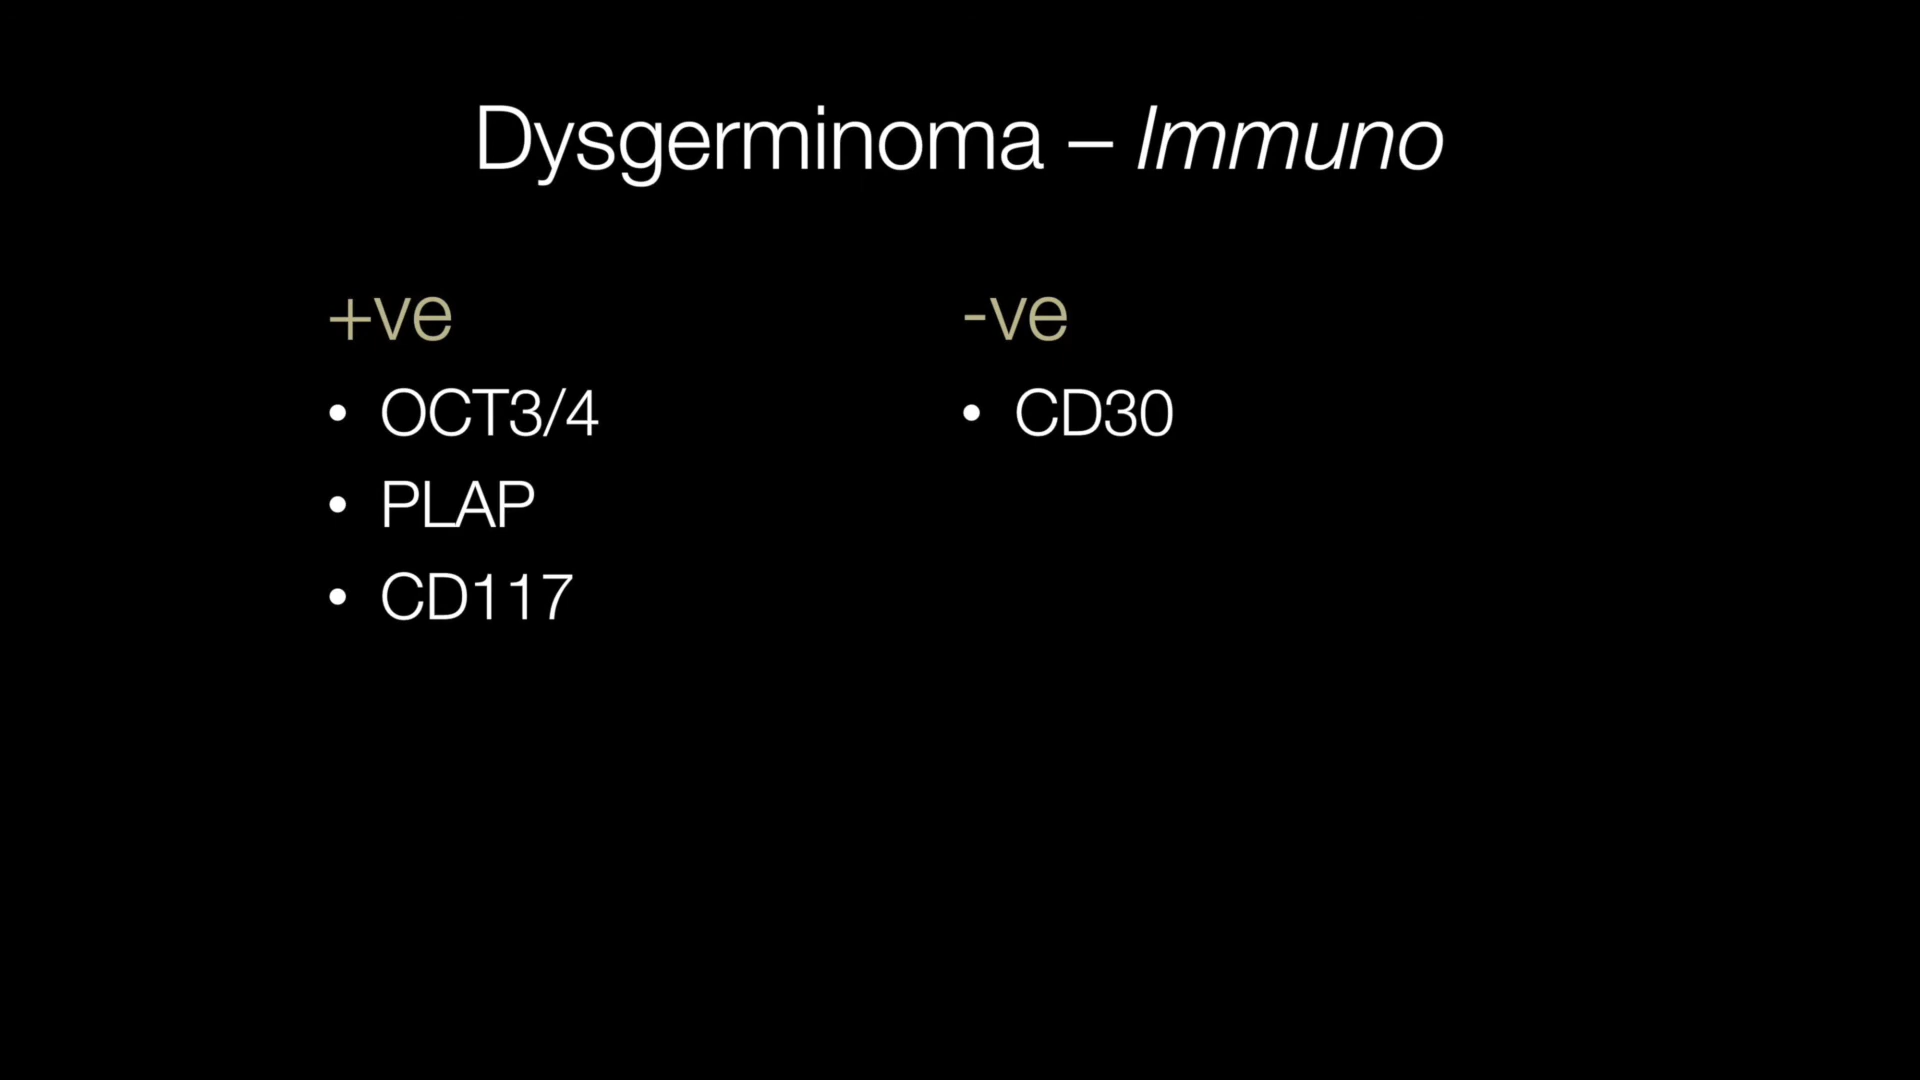 Dysgerminoma – Immuno
+ve
• OCT3/4
• PLAP
• CD117
-ve
• CD30